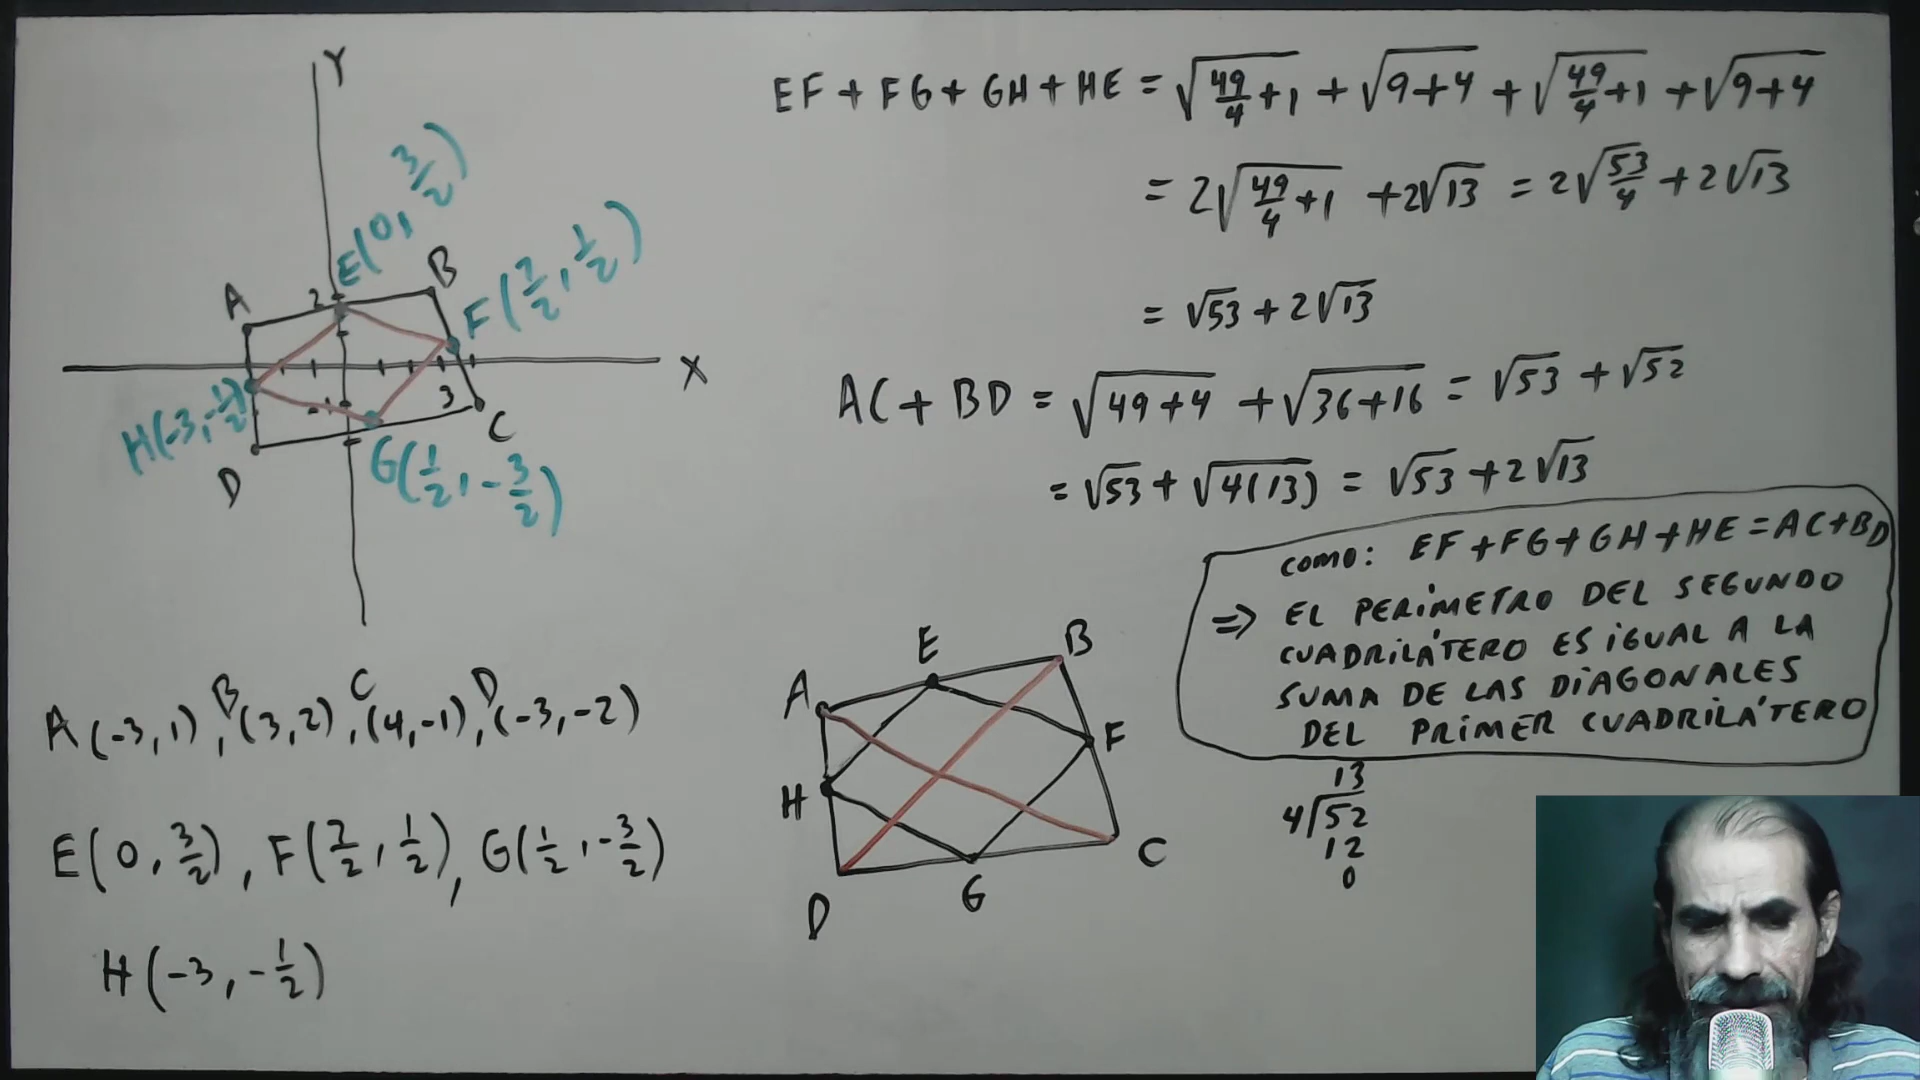 Y
E(0, 3/2)
A
B
2
F(7/2, 1/2)
X
H(-3, -1/2)
-1
3
C
D
G(1/2, -3/2)
A(-3, 1), B(3, 2), C(4, -1), D(-3, -2)
E(0, 3/2), F(7/2, 1/2), G(1/2, -3/2)
H(-3, -1/2)
EF + FG + GH + HE = √(49/4 + 1) + √(9+4) + √(49/4 + 1) + √(9+4)
= 2√(49/4 + 1) + 2√13 = 2√(53/4) + 2√13
= √53 + 2√13
AC + BD = √(49+4) + √(36+16) = √53 + √52
= √53 + √(4(13)) = √53 + 2√13
COMO: EF + FG + GH + HE = AC + BD
⇒ EL PERÍMETRO DEL SEGUNDO
CUADRILÁTERO ES IGUAL A LA
SUMA DE LAS DIAGONALES
DEL PRIMER CUADRILÁTERO
13
4√52
12
0
E
B
A
F
H
C
D
G